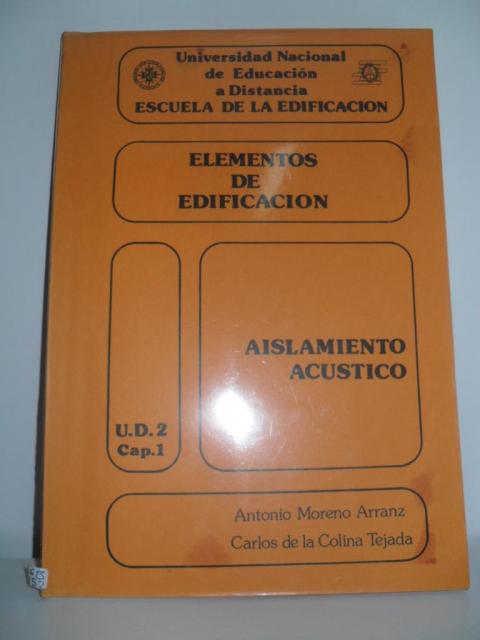 Universidad Nacional
de Educación
a Distancia
ESCUELA DE LA EDIFICACION
ELEMENTOS
DE
EDIFICACION
AISLAMIENTO
ACUSTICO
U.D.2
Cap.1
Antonio Moreno Arranz
Carlos de la Colina Tejada